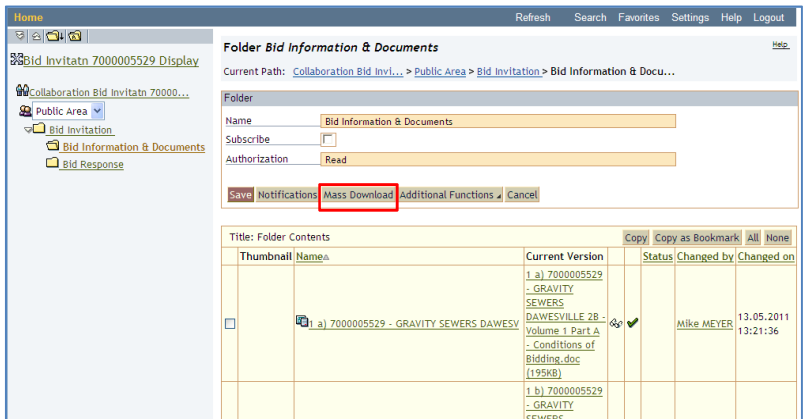 Home Refresh Search Favorites Settings Help Logout
Bid Invitatn 7000005529 Display
Collaboration Bid Invitatn 70000...
Public Area
Bid Invitation
Bid Information & Documents
Bid Response
Folder Bid Information & Documents Help
Current Path: Collaboration Bid Invi... > Public Area > Bid Invitation > Bid Information & Docu...
Folder
Name Bid Information & Documents
Subscribe
Authorization Read
Save Notifications Mass Download Additional Functions Cancel
Title: Folder Contents Copy Copy as Bookmark All None
Thumbnail Name Current Version Status Changed by Changed on
1 a) 7000005529 - GRAVITY SEWERS DAWESV
1 a) 7000005529
- GRAVITY
SEWERS
DAWESVILLE 2B -
Volume 1 Part A
- Conditions of
Bidding.doc
(195KB)
Mike MEYER
13.05.2011
13:21:36
1 b) 7000005529
- GRAVITY
SEWERS